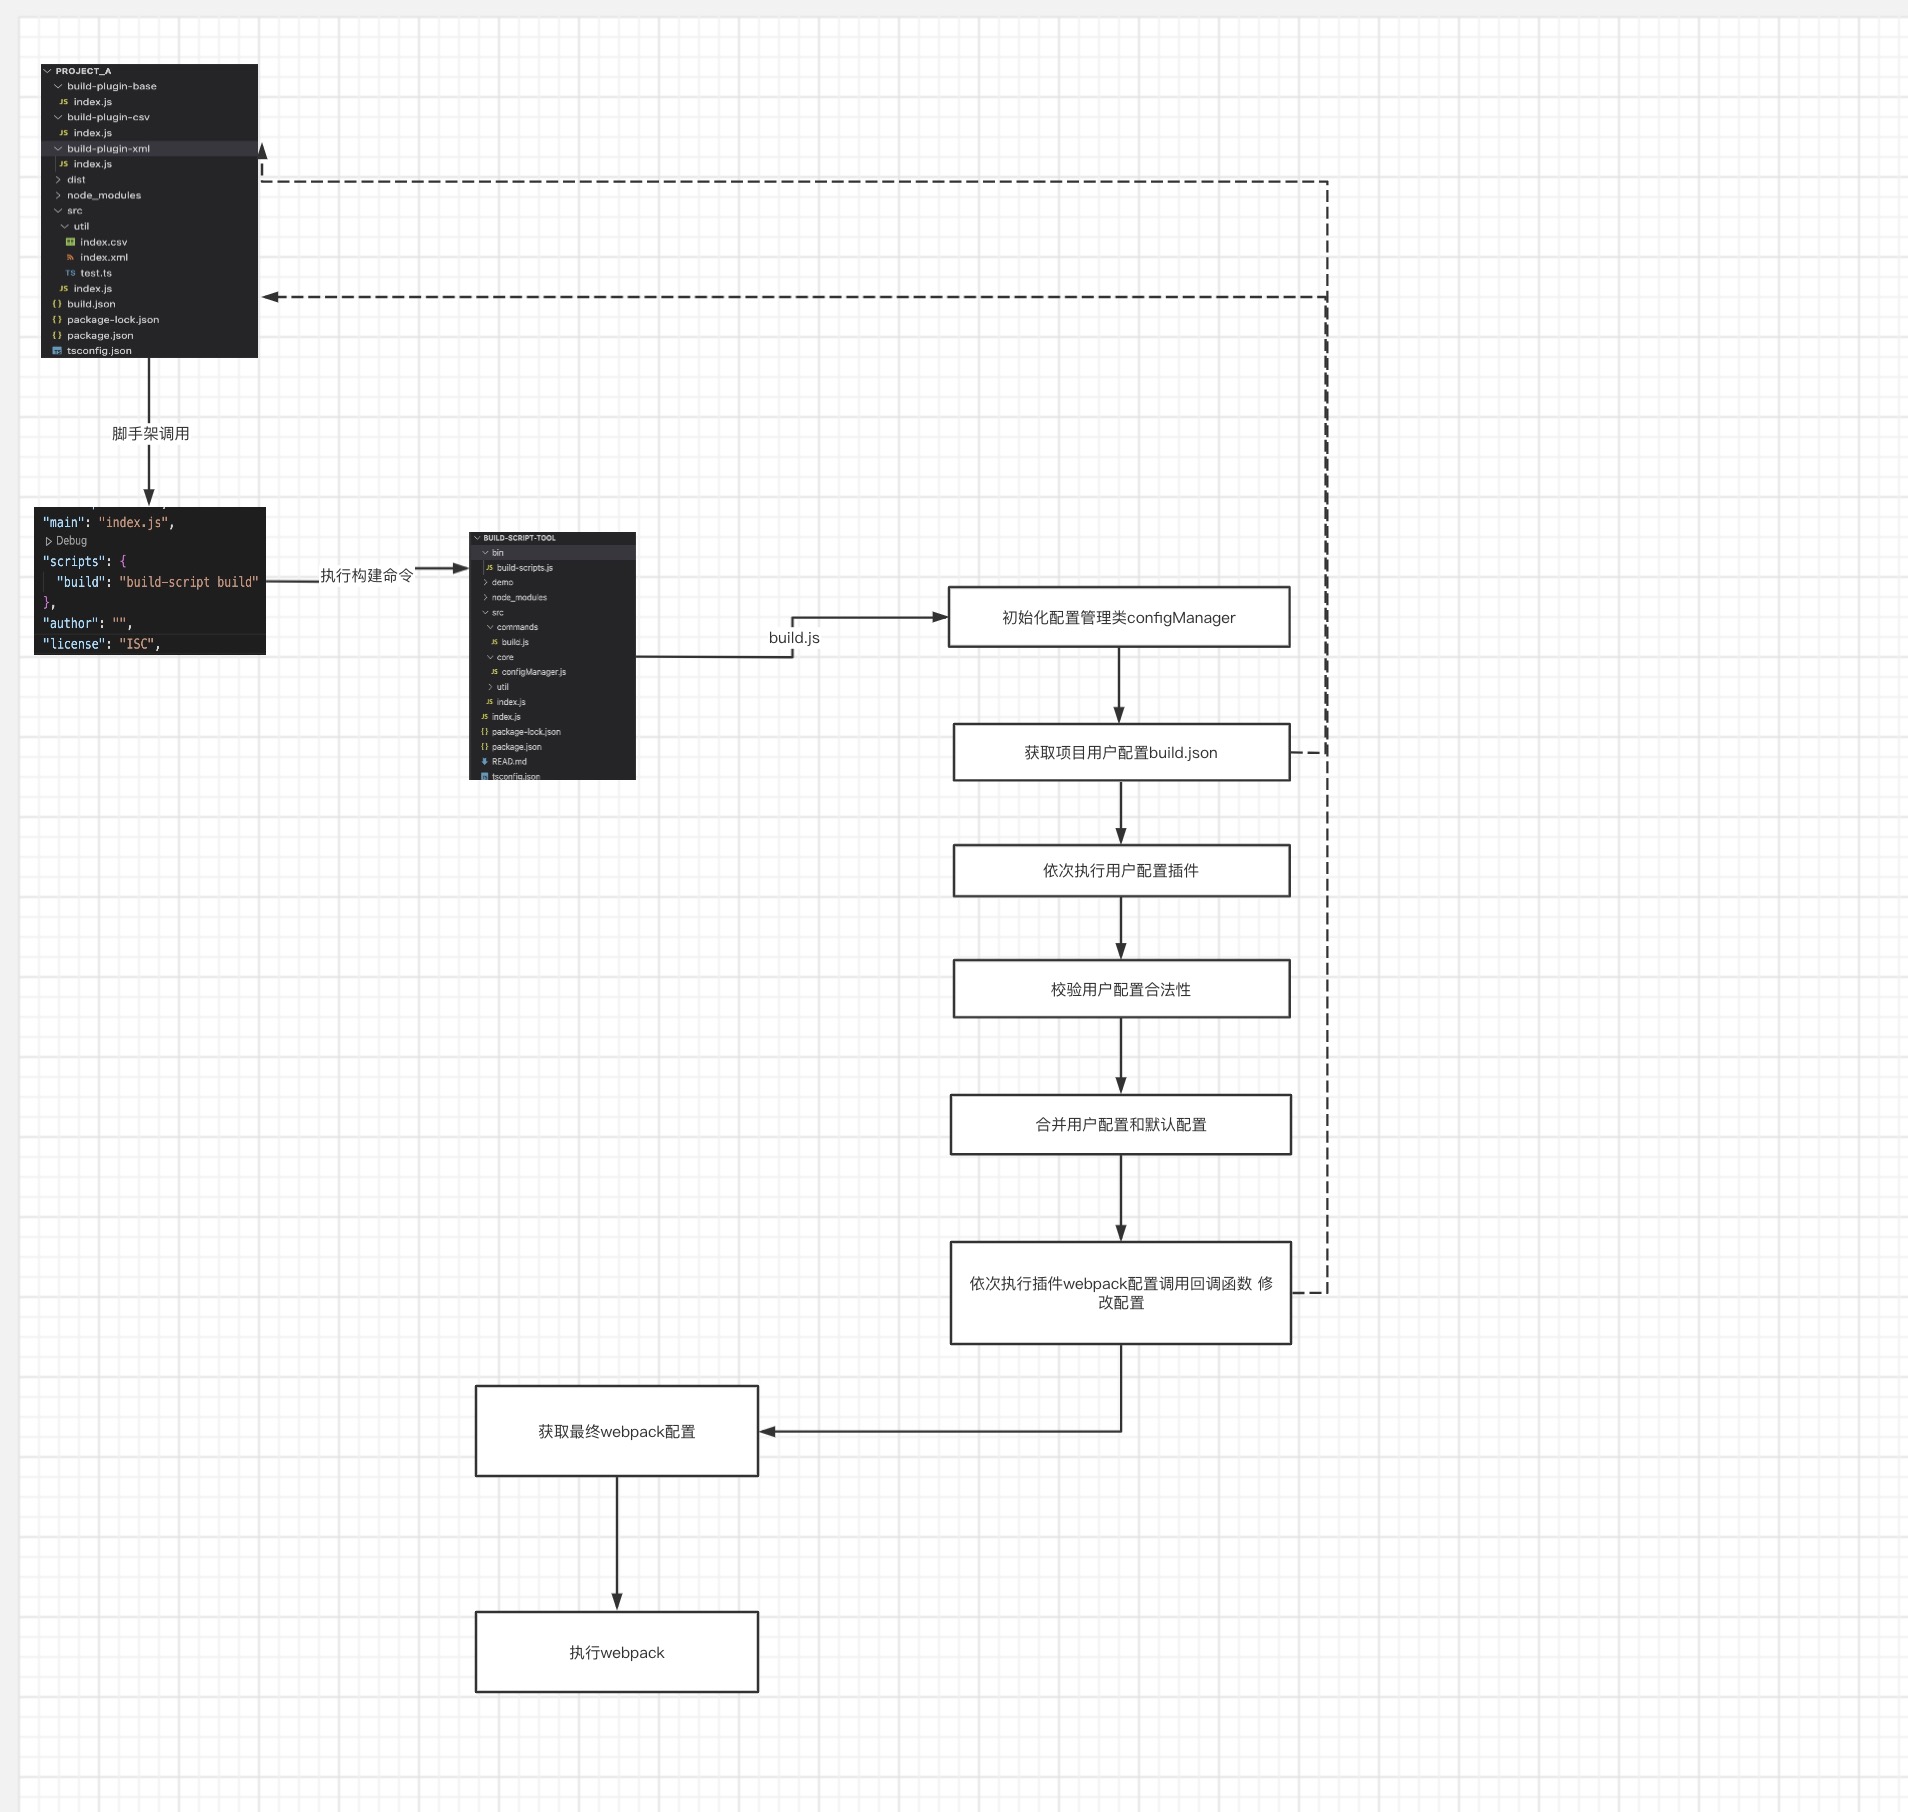 PROJECT_A
build-plugin-base
JS index.js
build-plugin-csv
JS index.js
build-plugin-xml
JS index.js
dist
node_modules
src
util
index.csv
index.xml
TS test.ts
JS index.js
{} build.json
{} package-lock.json
{} package.json
TS tsconfig.json
脚手架调用
"main": "index.js",
Debug
"scripts": {
"build": "build-script build"
},
"author": "",
"license": "ISC",
执行构建命令
BUILD-SCRIPT-TOOL
bin
JS build-scripts.js
demo
node_modules
src
commands
JS build.js
core
JS configManager.js
util
JS index.js
JS index.js
{} package-lock.json
{} package.json
READ.md
tsconfig.json
build.js
初始化配置管理类configManager
获取项目用户配置build.json
依次执行用户配置插件
校验用户配置合法性
合并用户配置和默认配置
依次执行插件webpack配置调用回调函数 修
改配置
获取最终webpack配置
执行webpack